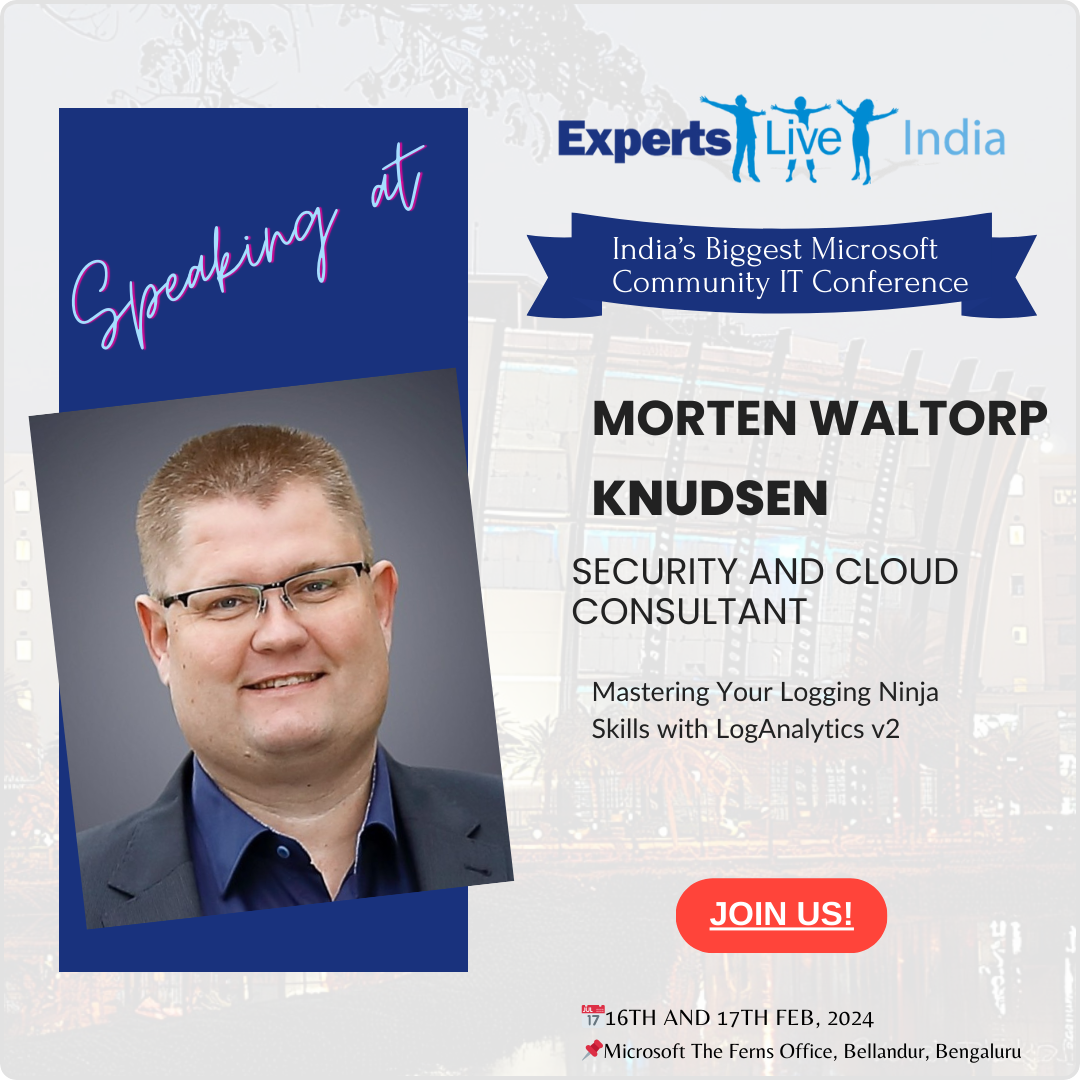 Speaking at
Experts Live India
India’s Biggest Microsoft
Community IT Conference
MORTEN WALTORP
KNUDSEN
SECURITY AND CLOUD
CONSULTANT
Mastering Your Logging Ninja
Skills with LogAnalytics v2
JOIN US!
📅16TH AND 17TH FEB, 2024
📌Microsoft The Ferns Office, Bellandur, Bengaluru